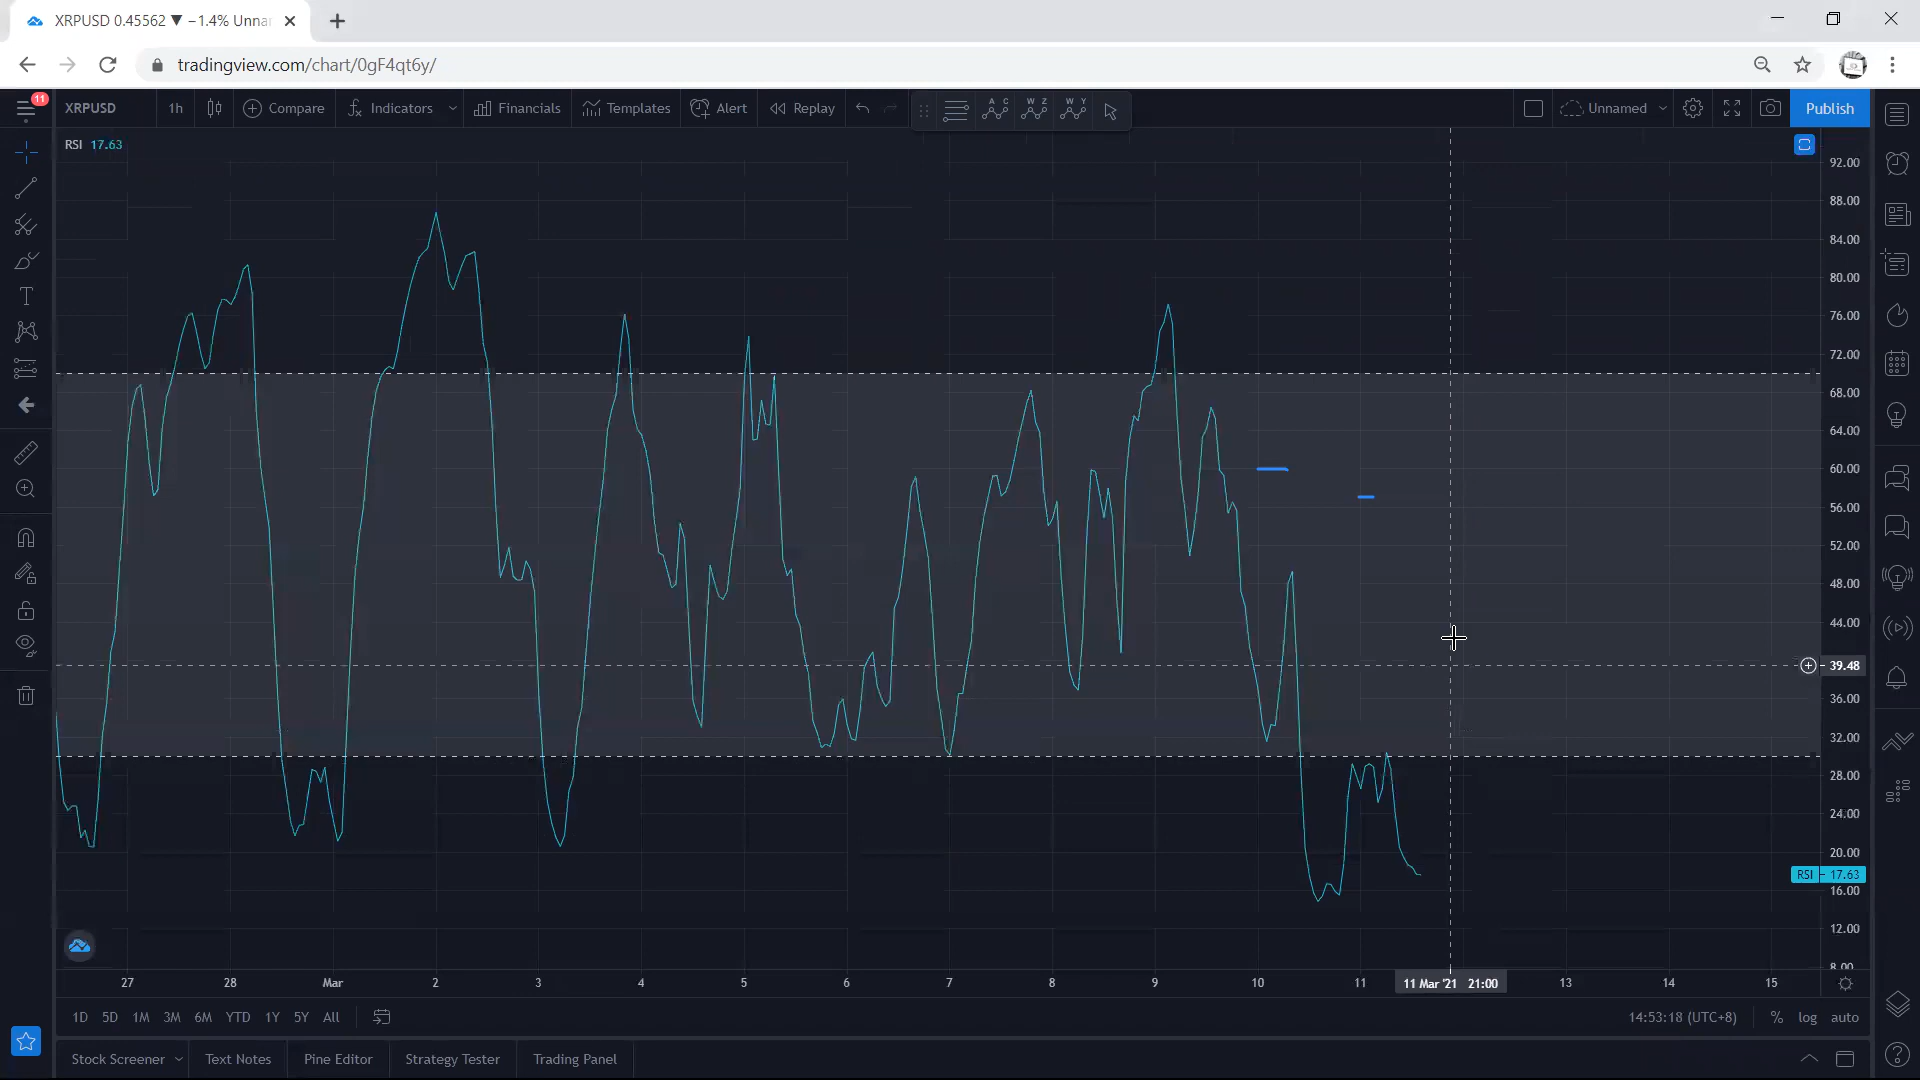 XRPUSD 0.45562 ▼ −1.4% Unna
tradingview.com/chart/0gF4qt6y/
11
XRPUSD 1h Compare Indicators Financials Templates Alert Replay A C W Z W Y Unnamed Publish
RSI 17.63
92.00
88.00
84.00
80.00
76.00
72.00
68.00
64.00
60.00
56.00
52.00
48.00
44.00
39.48
36.00
32.00
28.00
24.00
20.00
RSI 17.63
16.00
12.00
8.00
27 28 Mar 2 3 4 5 6 7 8 9 10 11 11 Mar '21 21:00 13 14 15
1D 5D 1M 3M 6M YTD 1Y 5Y All 14:53:18 (UTC+8) % log auto
Stock Screener Text Notes Pine Editor Strategy Tester Trading Panel